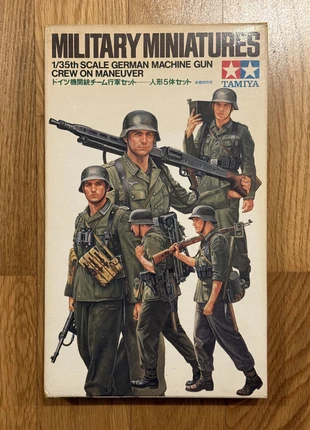 MILITARY MINIATURES
1/35th SCALE GERMAN MACHINE GUN
CREW ON MANEUVER
ドイツ機関銃チーム行軍セット——人形5体セット
TAMIYA